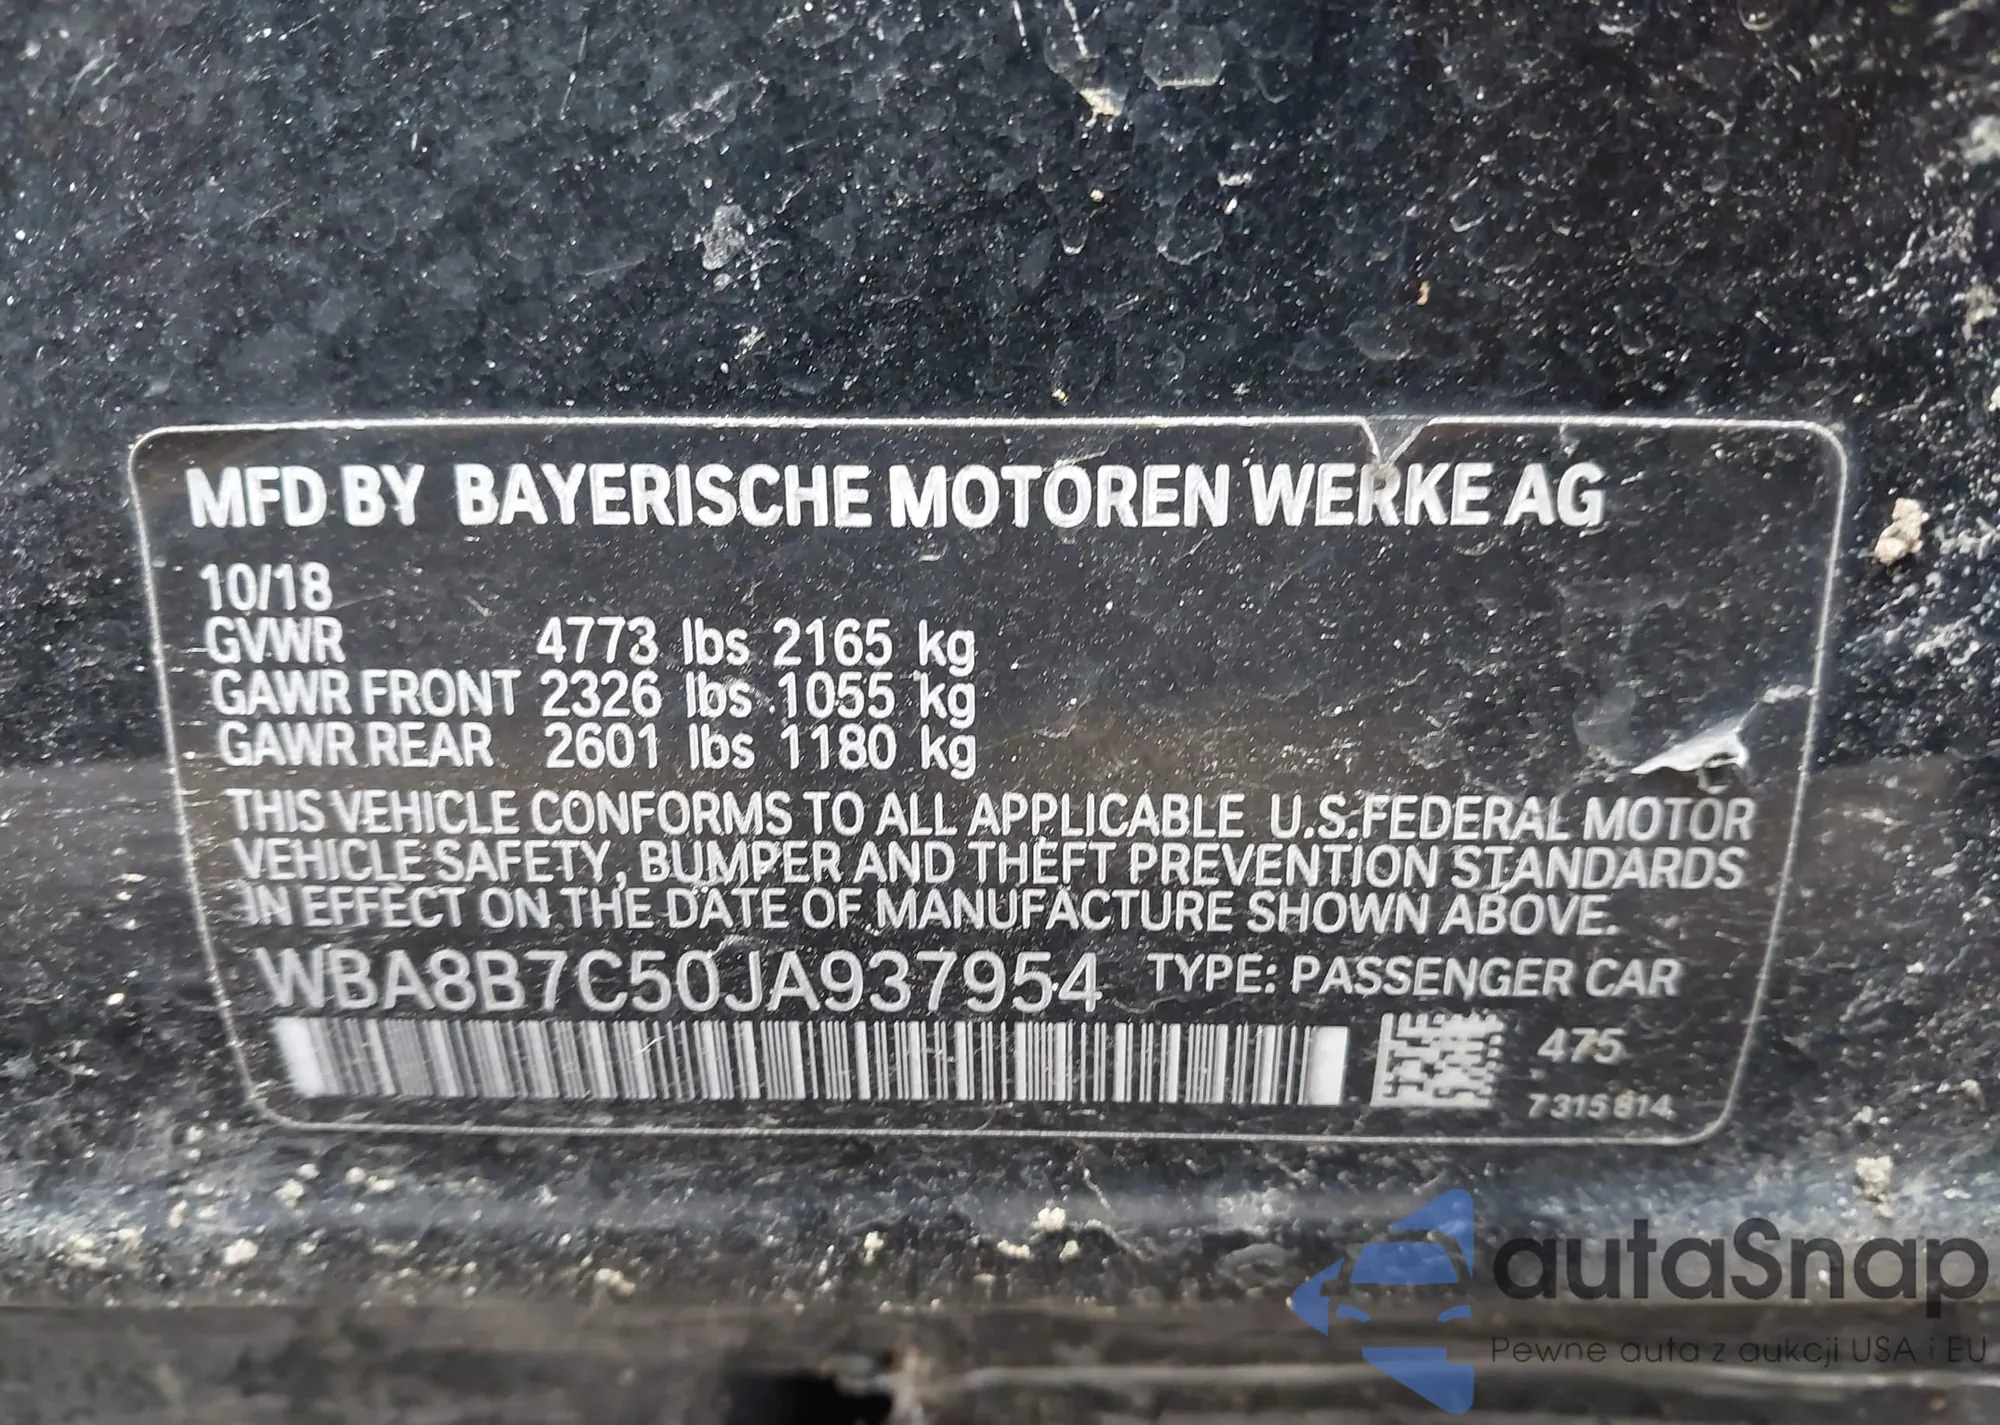 MFD BY BAYERISCHE MOTOREN WERKE AG
10/18
GVWR 4773 lbs 2165 kg
GAWR FRONT 2326 lbs 1055 kg
GAWR REAR 2601 lbs 1180 kg
THIS VEHICLE CONFORMS TO ALL APPLICABLE U.S.FEDERAL MOTOR
VEHICLE SAFETY, BUMPER AND THEFT PREVENTION STANDARDS
IN EFFECT ON THE DATE OF MANUFACTURE SHOWN ABOVE.
WBA8B7C50JA937954 TYPE: PASSENGER CAR
475
7315814
autaSnap
Pewne auta z aukcji USA i EU